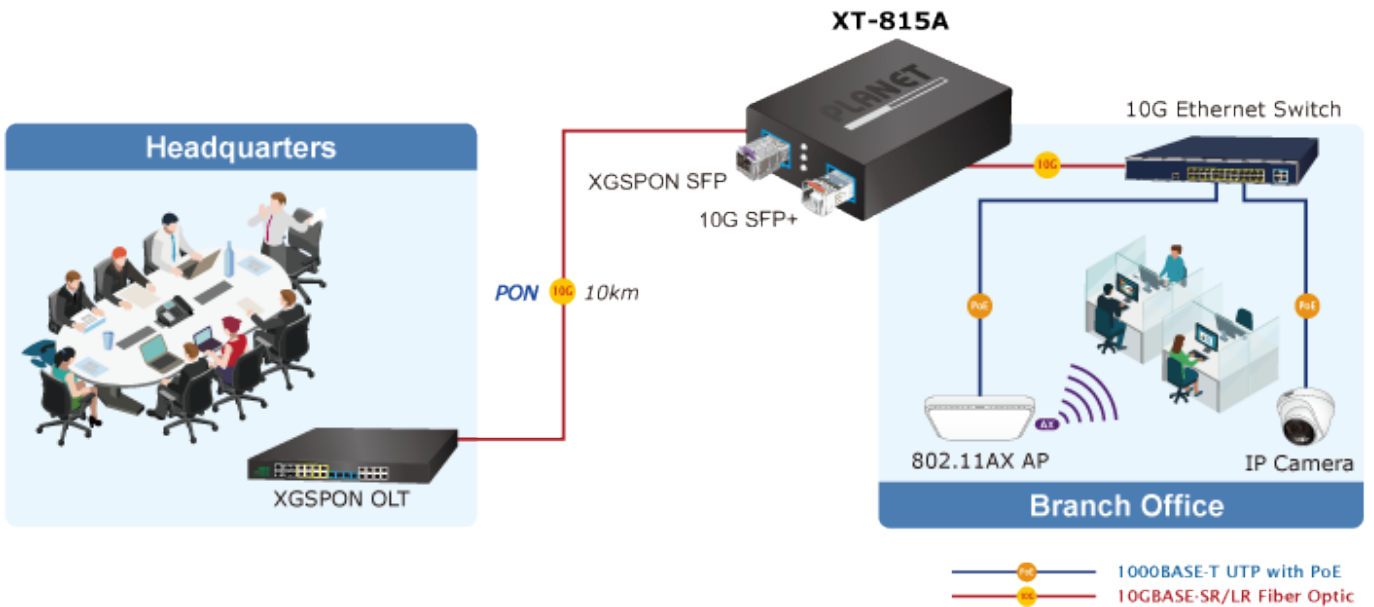 XT-815A
PLANET
10G Ethernet Switch
Headquarters
XGSPON SFP
10G
10G SFP+
PON 10G 10km
PoE
PoE
AX
802.11AX AP
IP Camera
XGSPON OLT
Branch Office
PoE 1000BASE-T UTP with PoE
10G 10GBASE-SR/LR Fiber Optic